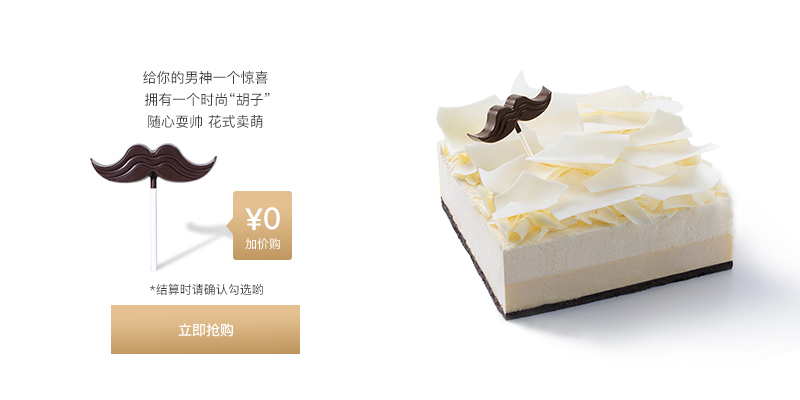 给你的男神一个惊喜
拥有一个时尚“胡子”
随心耍帅 花式卖萌
¥0
加价购
*结算时请确认勾选哟
立即抢购